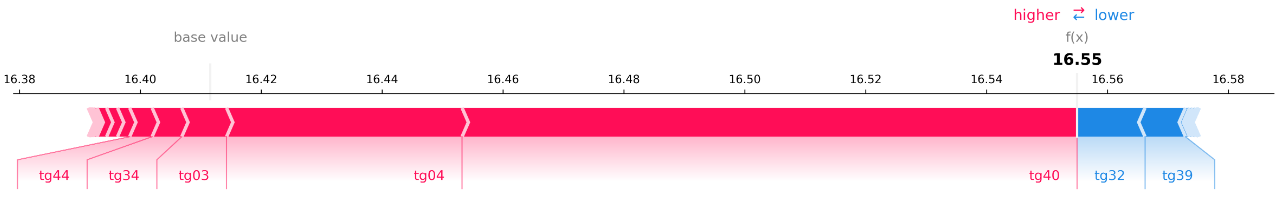 higher ⇄ lower
base value
f(x)
16.55
16.38 16.40 16.42 16.44 16.46 16.48 16.50 16.52 16.54 16.56 16.58
tg44 tg34 tg03 tg04 tg40 tg32 tg39